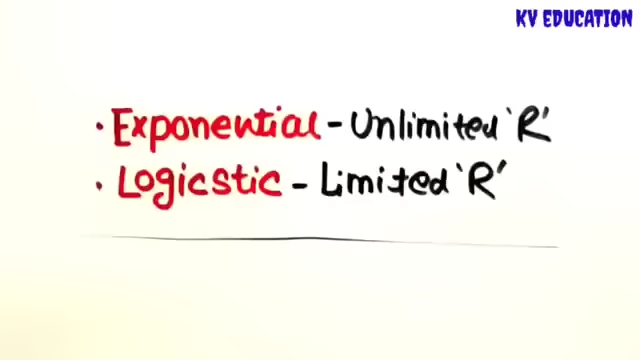 KV EDUCATION
• Exponential - Unlimited 'R'
• Logicstic - Limited 'R'